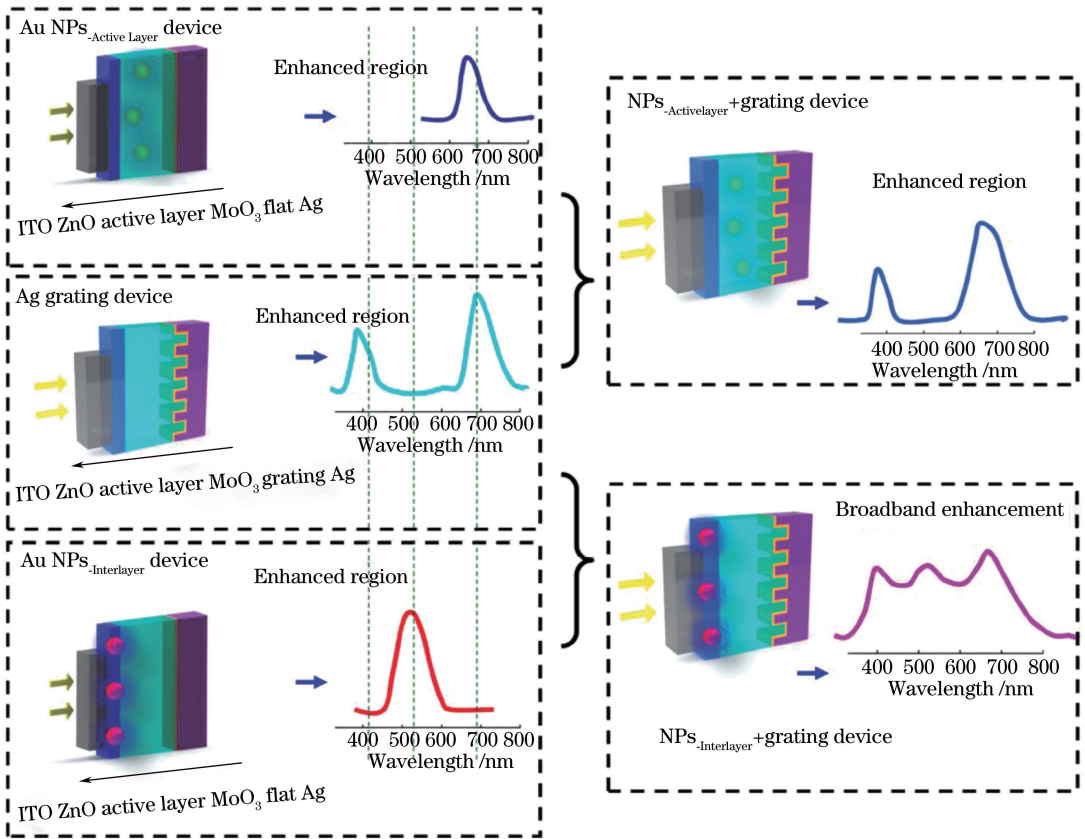 Au NPs-Active Layer device
Enhanced region
400 500 600 700 800
Wavelength /nm
ITO ZnO active layer MoO3 flat Ag
Ag grating device
Enhanced region
400 500 600 700 800
Wavelength /nm
ITO ZnO active layer MoO3 grating Ag
Au NPs-Interlayer device
Enhanced region
400 500 600 700 800
Wavelength /nm
ITO ZnO active layer MoO3 flat Ag
NPs-Activelayer+grating device
Enhanced region
400 500 600 700 800
Wavelength /nm
Broadband enhancement
400 500 600 700 800
Wavelength /nm
NPs-Interlayer+grating device